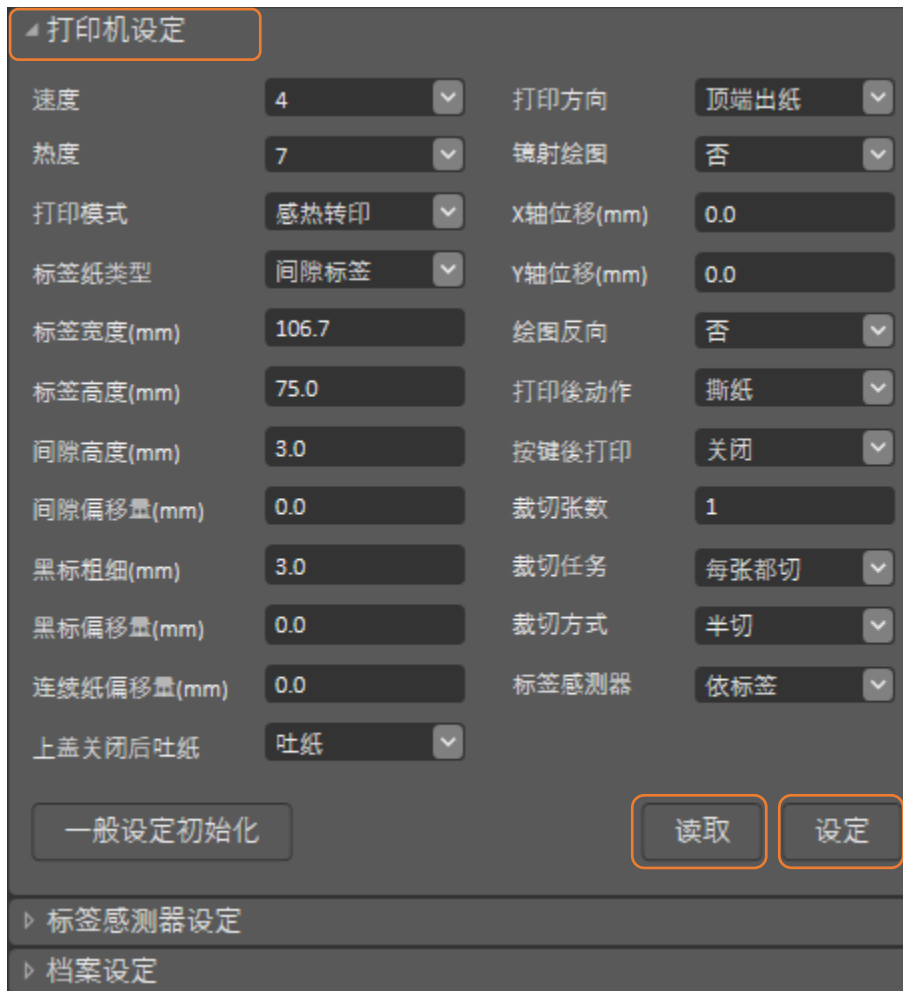 打印机设定
速度 4 打印方向 顶端出纸
热度 7 镜射绘图 否
打印模式 感热转印 X轴位移(mm) 0.0
标签纸类型 间隙标签 Y轴位移(mm) 0.0
标签宽度(mm) 106.7 绘图反向 否
标签高度(mm) 75.0 打印後动作 撕纸
间隙高度(mm) 3.0 按键後打印 关闭
间隙偏移量(mm) 0.0 裁切张数 1
黑标粗细(mm) 3.0 裁切任务 每张都切
黑标偏移量(mm) 0.0 裁切方式 半切
连续纸偏移量(mm) 0.0 标签感测器 依标签
上盖关闭后吐纸 吐纸
一般设定初始化 读取 设定
标签感测器设定
档案设定